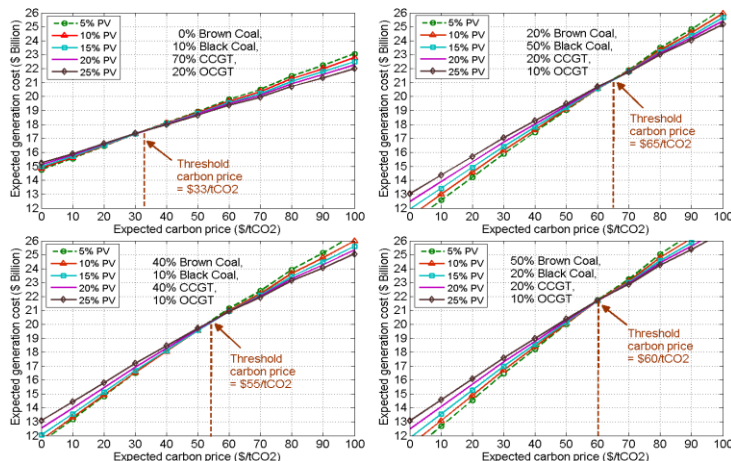 26
25
24
23
22
21
20
19
18
17
16
15
14
13
12
Expected generation cost ($ Billion)
5% PV
10% PV
15% PV
20% PV
25% PV
0% Brown Coal,
10% Black Coal,
70% CCGT,
20% OCGT
Threshold
carbon price
= $33/tCO2
0 10 20 30 40 50 60 70 80 90 100
Expected carbon price ($/tCO2)
26
25
24
23
22
21
20
19
18
17
16
15
14
13
12
Expected generation cost ($ Billion)
5% PV
10% PV
15% PV
20% PV
25% PV
20% Brown Coal,
50% Black Coal,
20% CCGT,
10% OCGT
Threshold
carbon price
= $65/tCO2
0 10 20 30 40 50 60 70 80 90 100
Expected carbon price ($/tCO2)
26
25
24
23
22
21
20
19
18
17
16
15
14
13
12
Expected generation cost ($ Billion)
5% PV
10% PV
15% PV
20% PV
25% PV
40% Brown Coal,
10% Black Coal,
40% CCGT,
10% OCGT
Threshold
carbon price
= $55/tCO2
0 10 20 30 40 50 60 70 80 90 100
Expected carbon price ($/tCO2)
26
25
24
23
22
21
20
19
18
17
16
15
14
13
12
Expected generation cost ($ Billion)
5% PV
10% PV
15% PV
20% PV
25% PV
50% Brown Coal,
20% Black Coal,
20% CCGT,
10% OCGT
Threshold
carbon price
= $60/tCO2
0 10 20 30 40 50 60 70 80 90 100
Expected carbon price ($/tCO2)